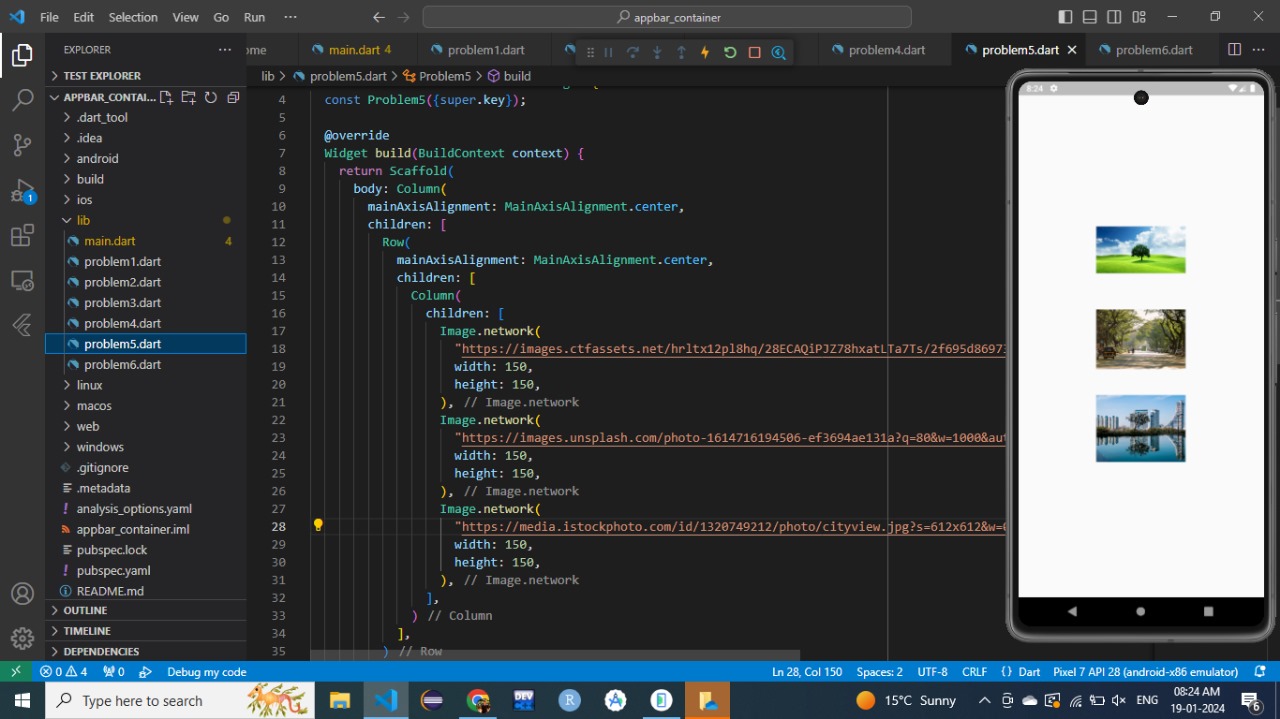 File Edit Selection View Go Run ··· appbar_container
EXPLORER ···
ome main.dart 4 problem1.dart problem4.dart problem5.dart problem6.dart ···
lib > problem5.dart > Problem5 > build
TEST EXPLORER
APPBAR_CONTAI...
.dart_tool
.idea
android
build
ios
lib
main.dart 4
problem1.dart
problem2.dart
problem3.dart
problem4.dart
problem5.dart
problem6.dart
linux
macos
web
windows
.gitignore
.metadata
analysis_options.yaml
appbar_container.iml
pubspec.lock
pubspec.yaml
README.md
OUTLINE
TIMELINE
DEPENDENCIES
1
4 const Problem5({super.key});
5
6 @override
7 Widget build(BuildContext context) {
8 return Scaffold(
9 body: Column(
10 mainAxisAlignment: MainAxisAlignment.center,
11 children: [
12 Row(
13 mainAxisAlignment: MainAxisAlignment.center,
14 children: [
15 Column(
16 children: [
17 Image.network(
18 "https://images.ctfassets.net/hrltx12pl8hq/28ECAQiPJZ78hxatLTa7Ts/2f695d86973
19 width: 150,
20 height: 150,
21 ), // Image.network
22 Image.network(
23 "https://images.unsplash.com/photo-1614716194506-ef3694ae131a?q=80&w=1000&aut
24 width: 150,
25 height: 150,
26 ), // Image.network
27 Image.network(
28 "https://media.istockphoto.com/id/1320749212/photo/cityview.jpg?s=612x612&w=
29 width: 150,
30 height: 150,
31 ), // Image.network
32 ],
33 ) // Column
34 ],
35 ) // Row
8:24
0 4 0 Debug my code Ln 28, Col 150 Spaces: 2 UTF-8 CRLF {} Dart Pixel 7 API 28 (android-x86 emulator)
Type here to search DEV R 15°C Sunny ENG 08:24 AM
19-01-2024 6